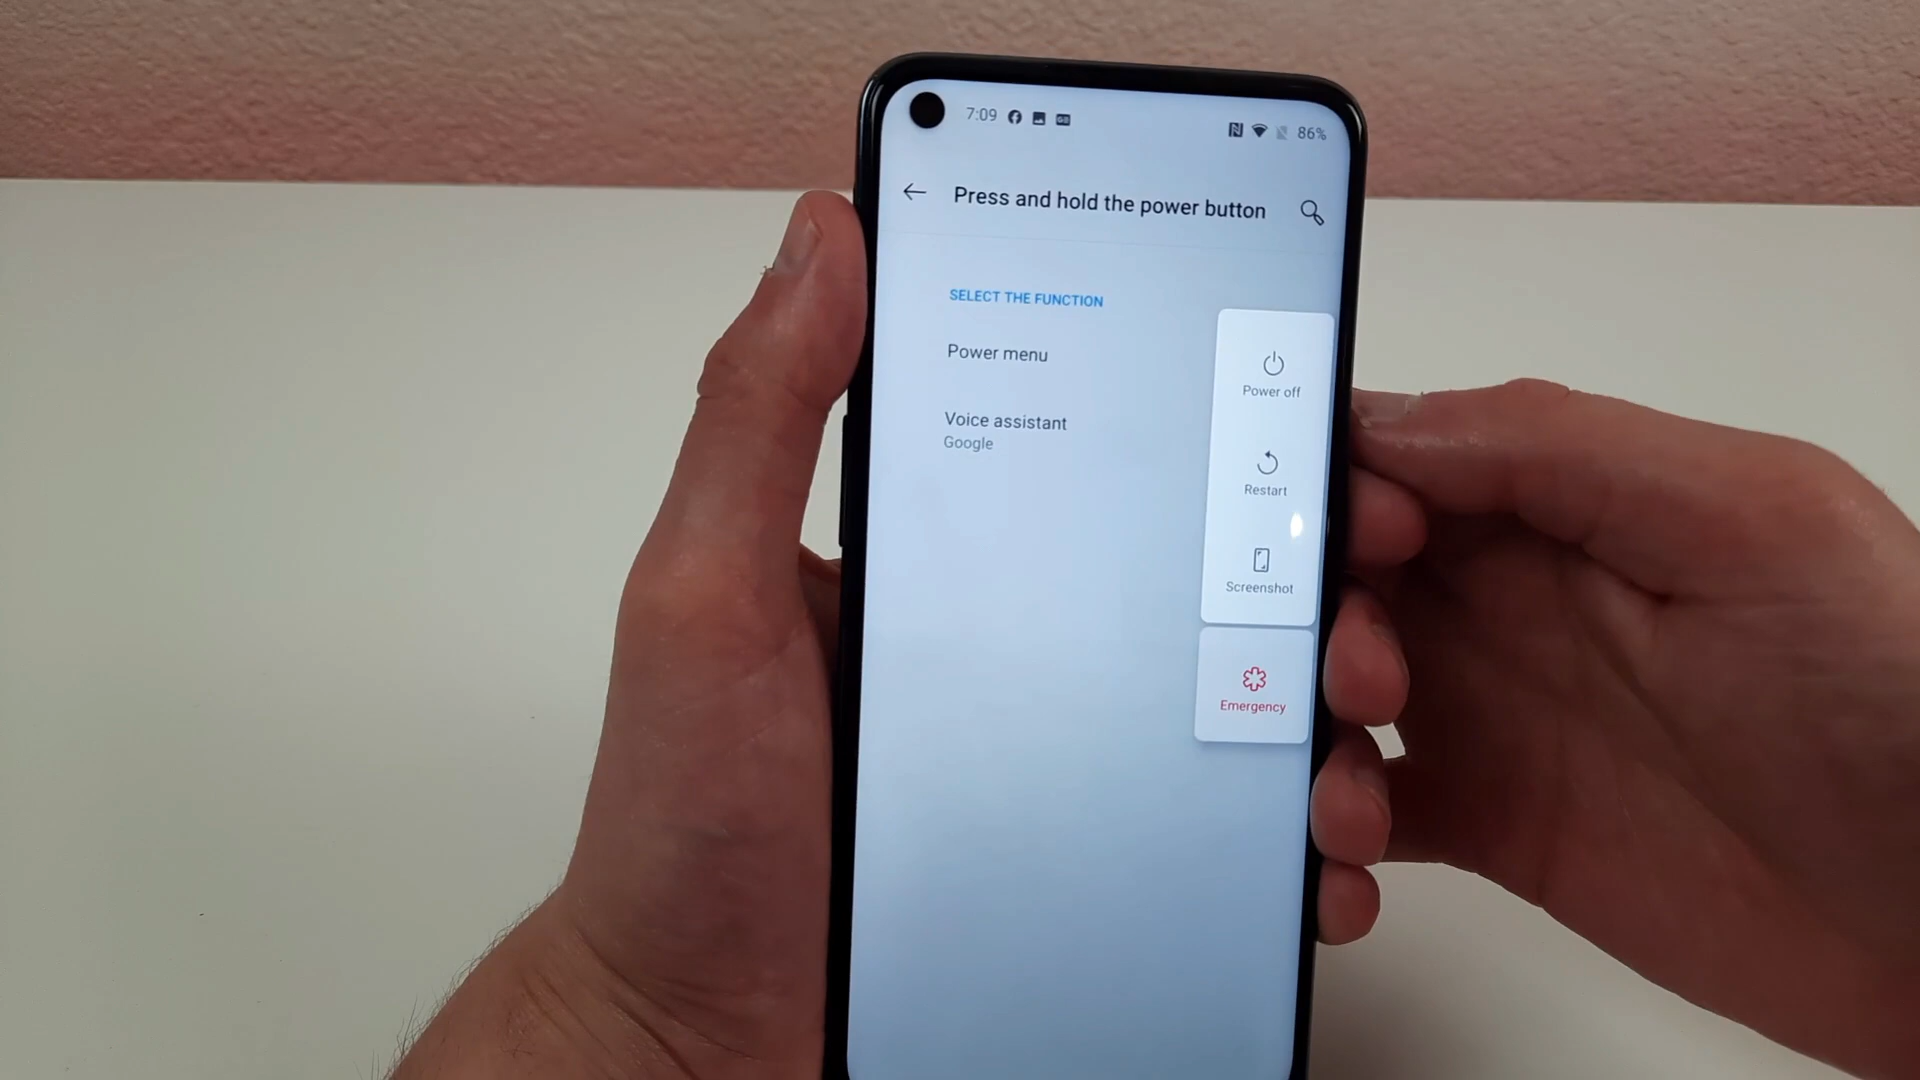 7:09
86%
Press and hold the power button
SELECT THE FUNCTION
Power menu
Voice assistant
Google
Power off
Restart
Screenshot
Emergency